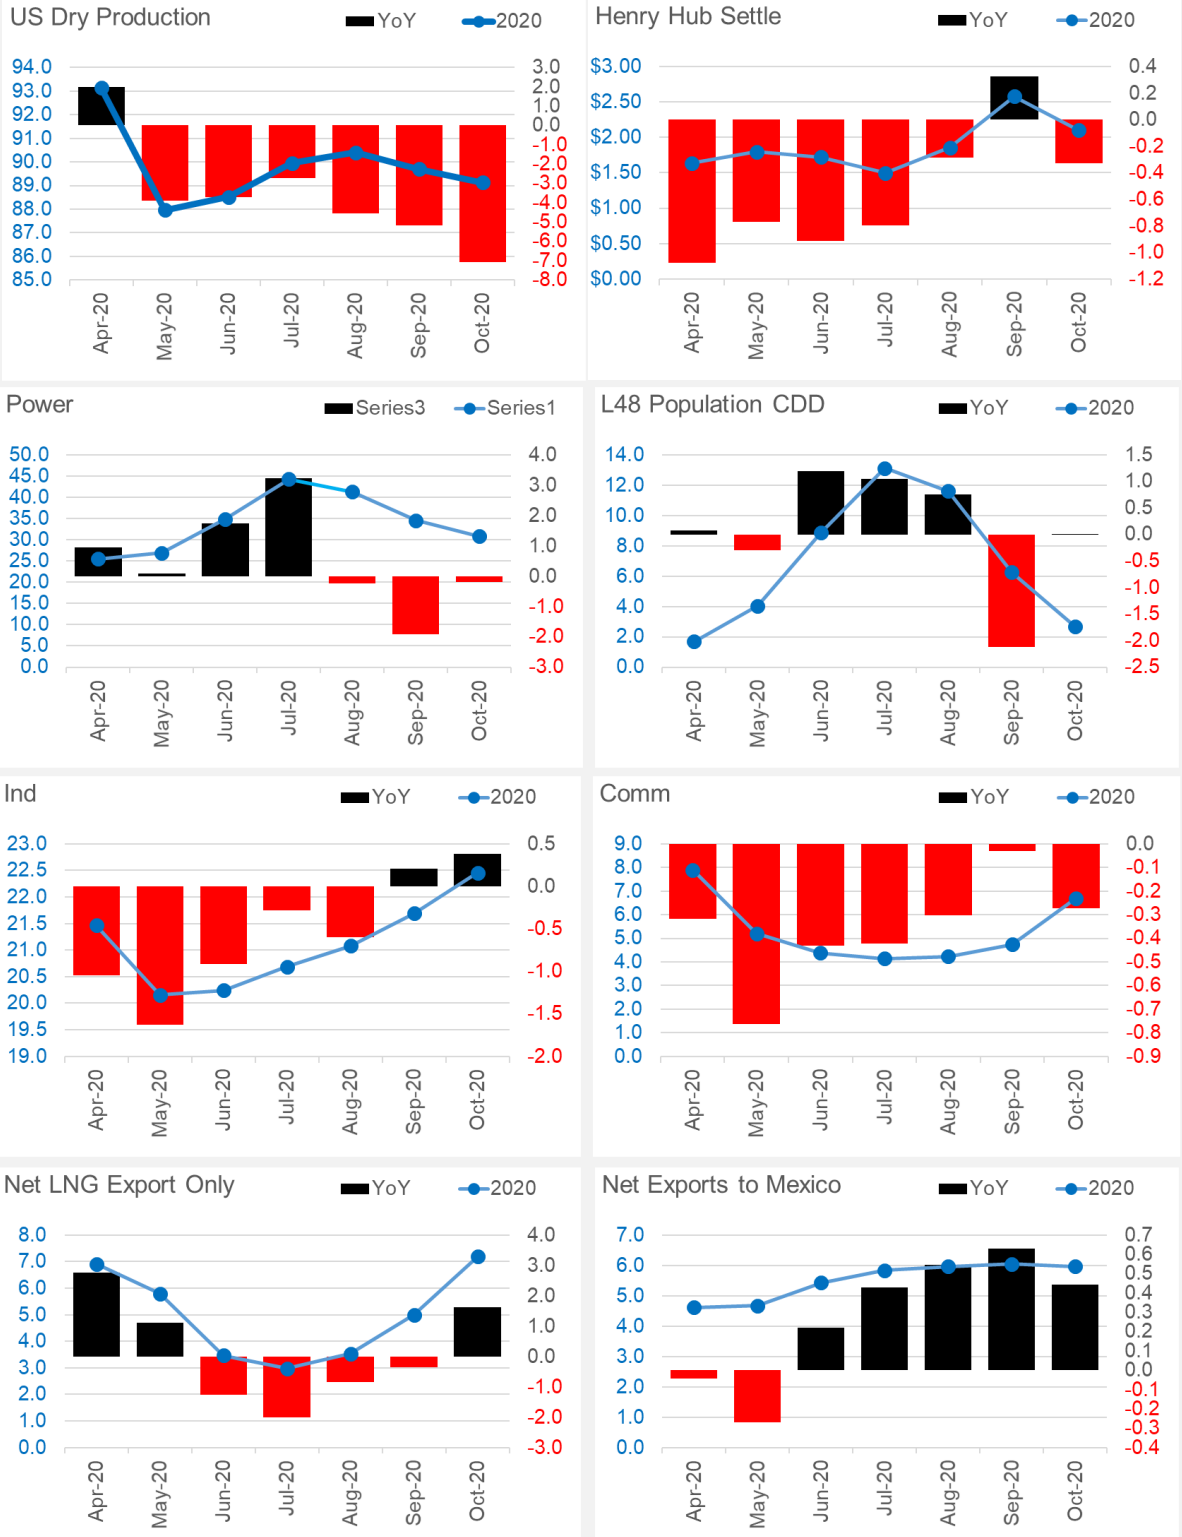 US Dry Production
YoY
2020
94.0
93.0
92.0
91.0
90.0
89.0
88.0
87.0
86.0
85.0
3.0
2.0
1.0
0.0
-1.0
-2.0
-3.0
-4.0
-5.0
-6.0
-7.0
-8.0
Apr-20
May-20
Jun-20
Jul-20
Aug-20
Sep-20
Oct-20
Henry Hub Settle
YoY
2020
$3.00
$2.50
$2.00
$1.50
$1.00
$0.50
$0.00
0.4
0.2
0.0
-0.2
-0.4
-0.6
-0.8
-1.0
-1.2
Apr-20
May-20
Jun-20
Jul-20
Aug-20
Sep-20
Oct-20
Power
Series3
Series1
50.0
45.0
40.0
35.0
30.0
25.0
20.0
15.0
10.0
5.0
0.0
4.0
3.0
2.0
1.0
0.0
-1.0
-2.0
-3.0
Apr-20
May-20
Jun-20
Jul-20
Aug-20
Sep-20
Oct-20
L48 Population CDD
YoY
2020
14.0
12.0
10.0
8.0
6.0
4.0
2.0
0.0
1.5
1.0
0.5
0.0
-0.5
-1.0
-1.5
-2.0
-2.5
Apr-20
May-20
Jun-20
Jul-20
Aug-20
Sep-20
Oct-20
Ind
YoY
2020
23.0
22.5
22.0
21.5
21.0
20.5
20.0
19.5
19.0
0.5
0.0
-0.5
-1.0
-1.5
-2.0
Apr-20
May-20
Jun-20
Jul-20
Aug-20
Sep-20
Oct-20
Comm
YoY
2020
9.0
8.0
7.0
6.0
5.0
4.0
3.0
2.0
1.0
0.0
0.0
-0.1
-0.2
-0.3
-0.4
-0.5
-0.6
-0.7
-0.8
-0.9
Apr-20
May-20
Jun-20
Jul-20
Aug-20
Sep-20
Oct-20
Net LNG Export Only
YoY
2020
8.0
7.0
6.0
5.0
4.0
3.0
2.0
1.0
0.0
4.0
3.0
2.0
1.0
0.0
-1.0
-2.0
-3.0
Apr-20
May-20
Jun-20
Jul-20
Aug-20
Sep-20
Oct-20
Net Exports to Mexico
YoY
2020
7.0
6.0
5.0
4.0
3.0
2.0
1.0
0.0
0.7
0.6
0.5
0.4
0.3
0.2
0.1
0.0
-0.1
-0.2
-0.3
-0.4
Apr-20
May-20
Jun-20
Jul-20
Aug-20
Sep-20
Oct-20